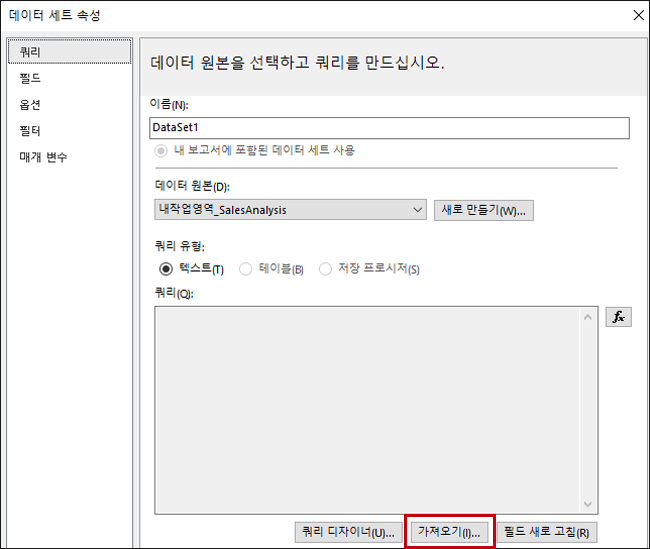 데이터 세트 속성
쿼리
필드
옵션
필터
매개 변수
데이터 원본을 선택하고 쿼리를 만드십시오.
이름(N):
DataSet1
내 보고서에 포함된 데이터 세트 사용
데이터 원본(D):
내작업영역_SalesAnalysis 새로 만들기(W)...
쿼리 유형:
텍스트(T) 테이블(B) 저장 프로시저(S)
쿼리(Q):
fx
쿼리 디자이너(U)... 가져오기(I)... 필드 새로 고침(R)